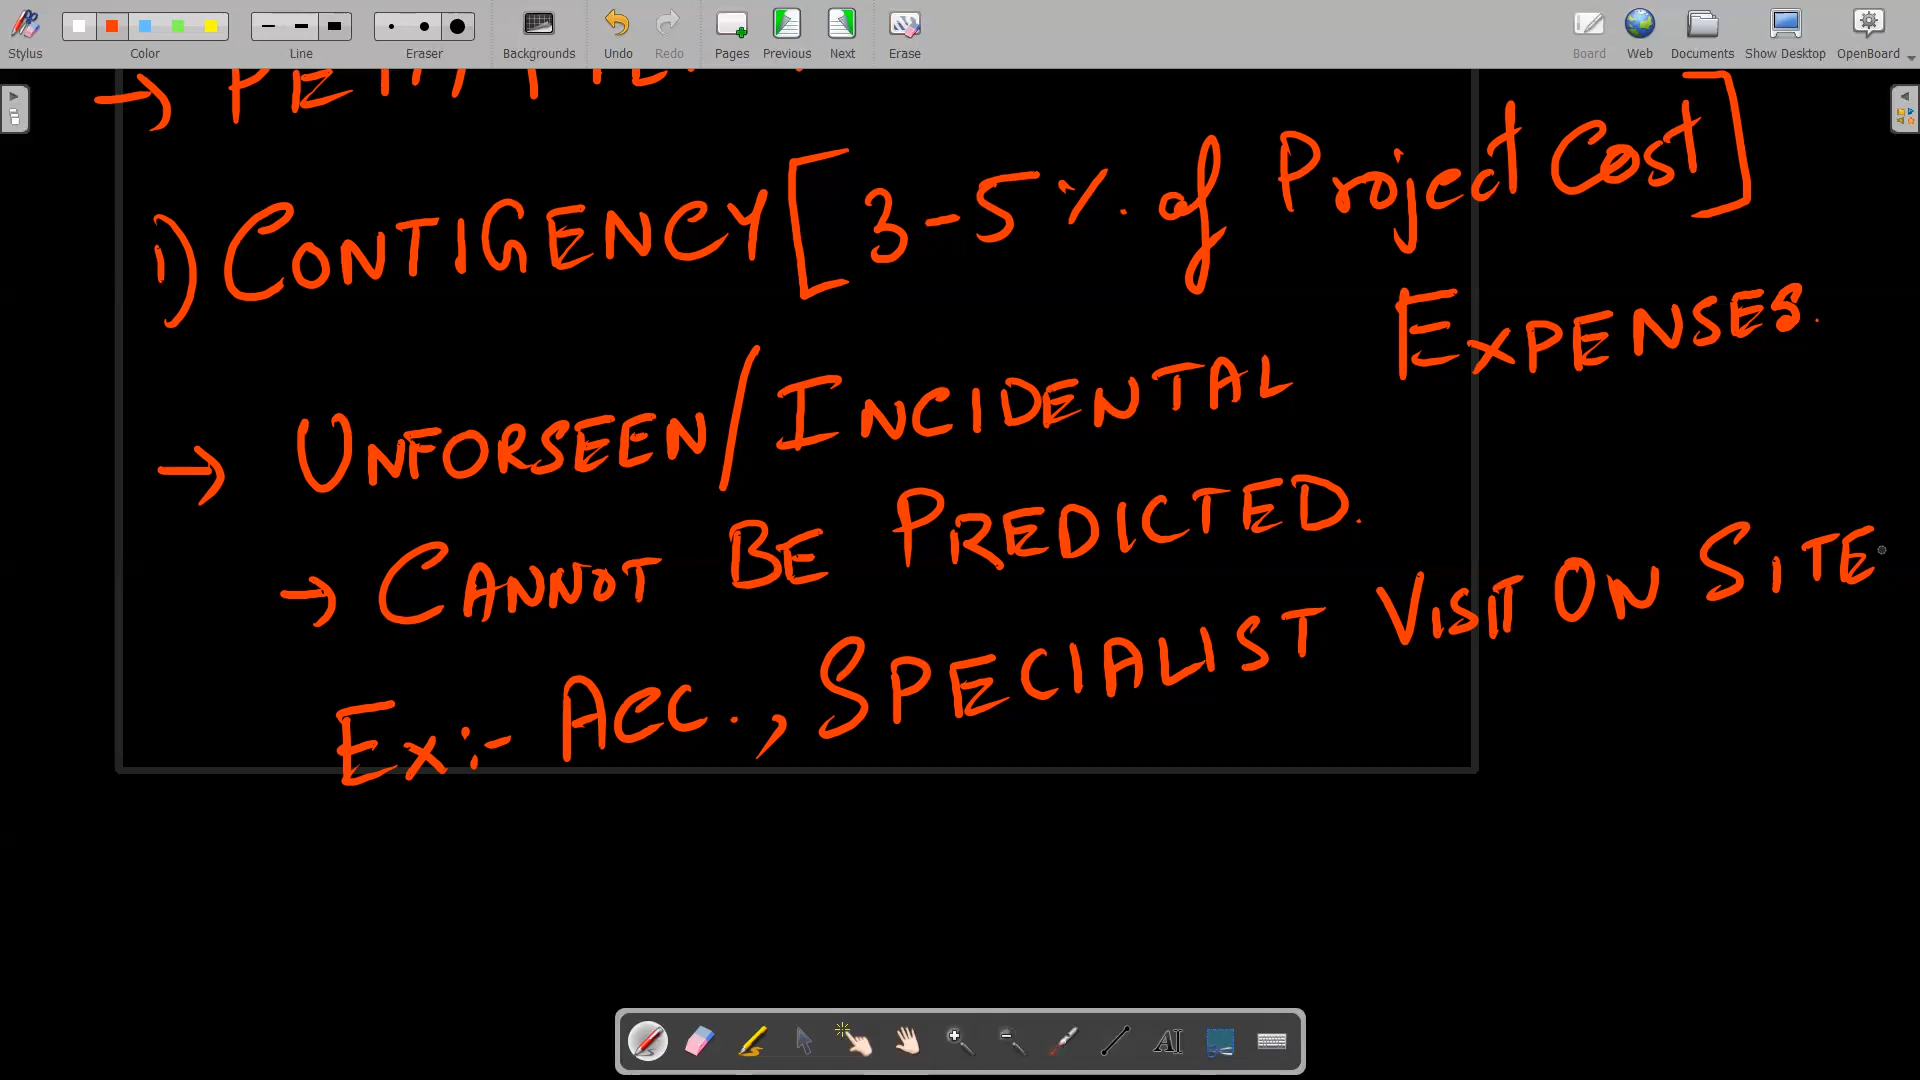 Stylus Color Line Eraser Backgrounds Undo Redo Pages Previous Next Erase Board Web Documents Show Desktop OpenBoard
i) CONTIGENCY [3-5% of Project Cost]
→ UNFORSEEN/INCIDENTAL EXPENSES.
→ CANNOT BE PREDICTED.
Ex:- Acc., SPECIALIST VISIT ON SITE